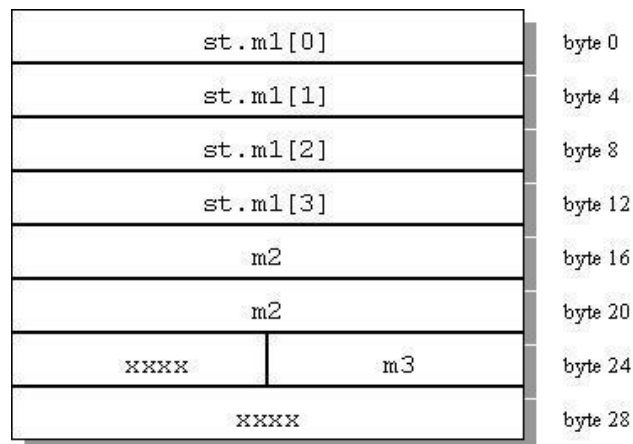 st.m1[0] byte 0
st.m1[1] byte 4
st.m1[2] byte 8
st.m1[3] byte 12
m2 byte 16
m2 byte 20
xxxx m3 byte 24
xxxx byte 28